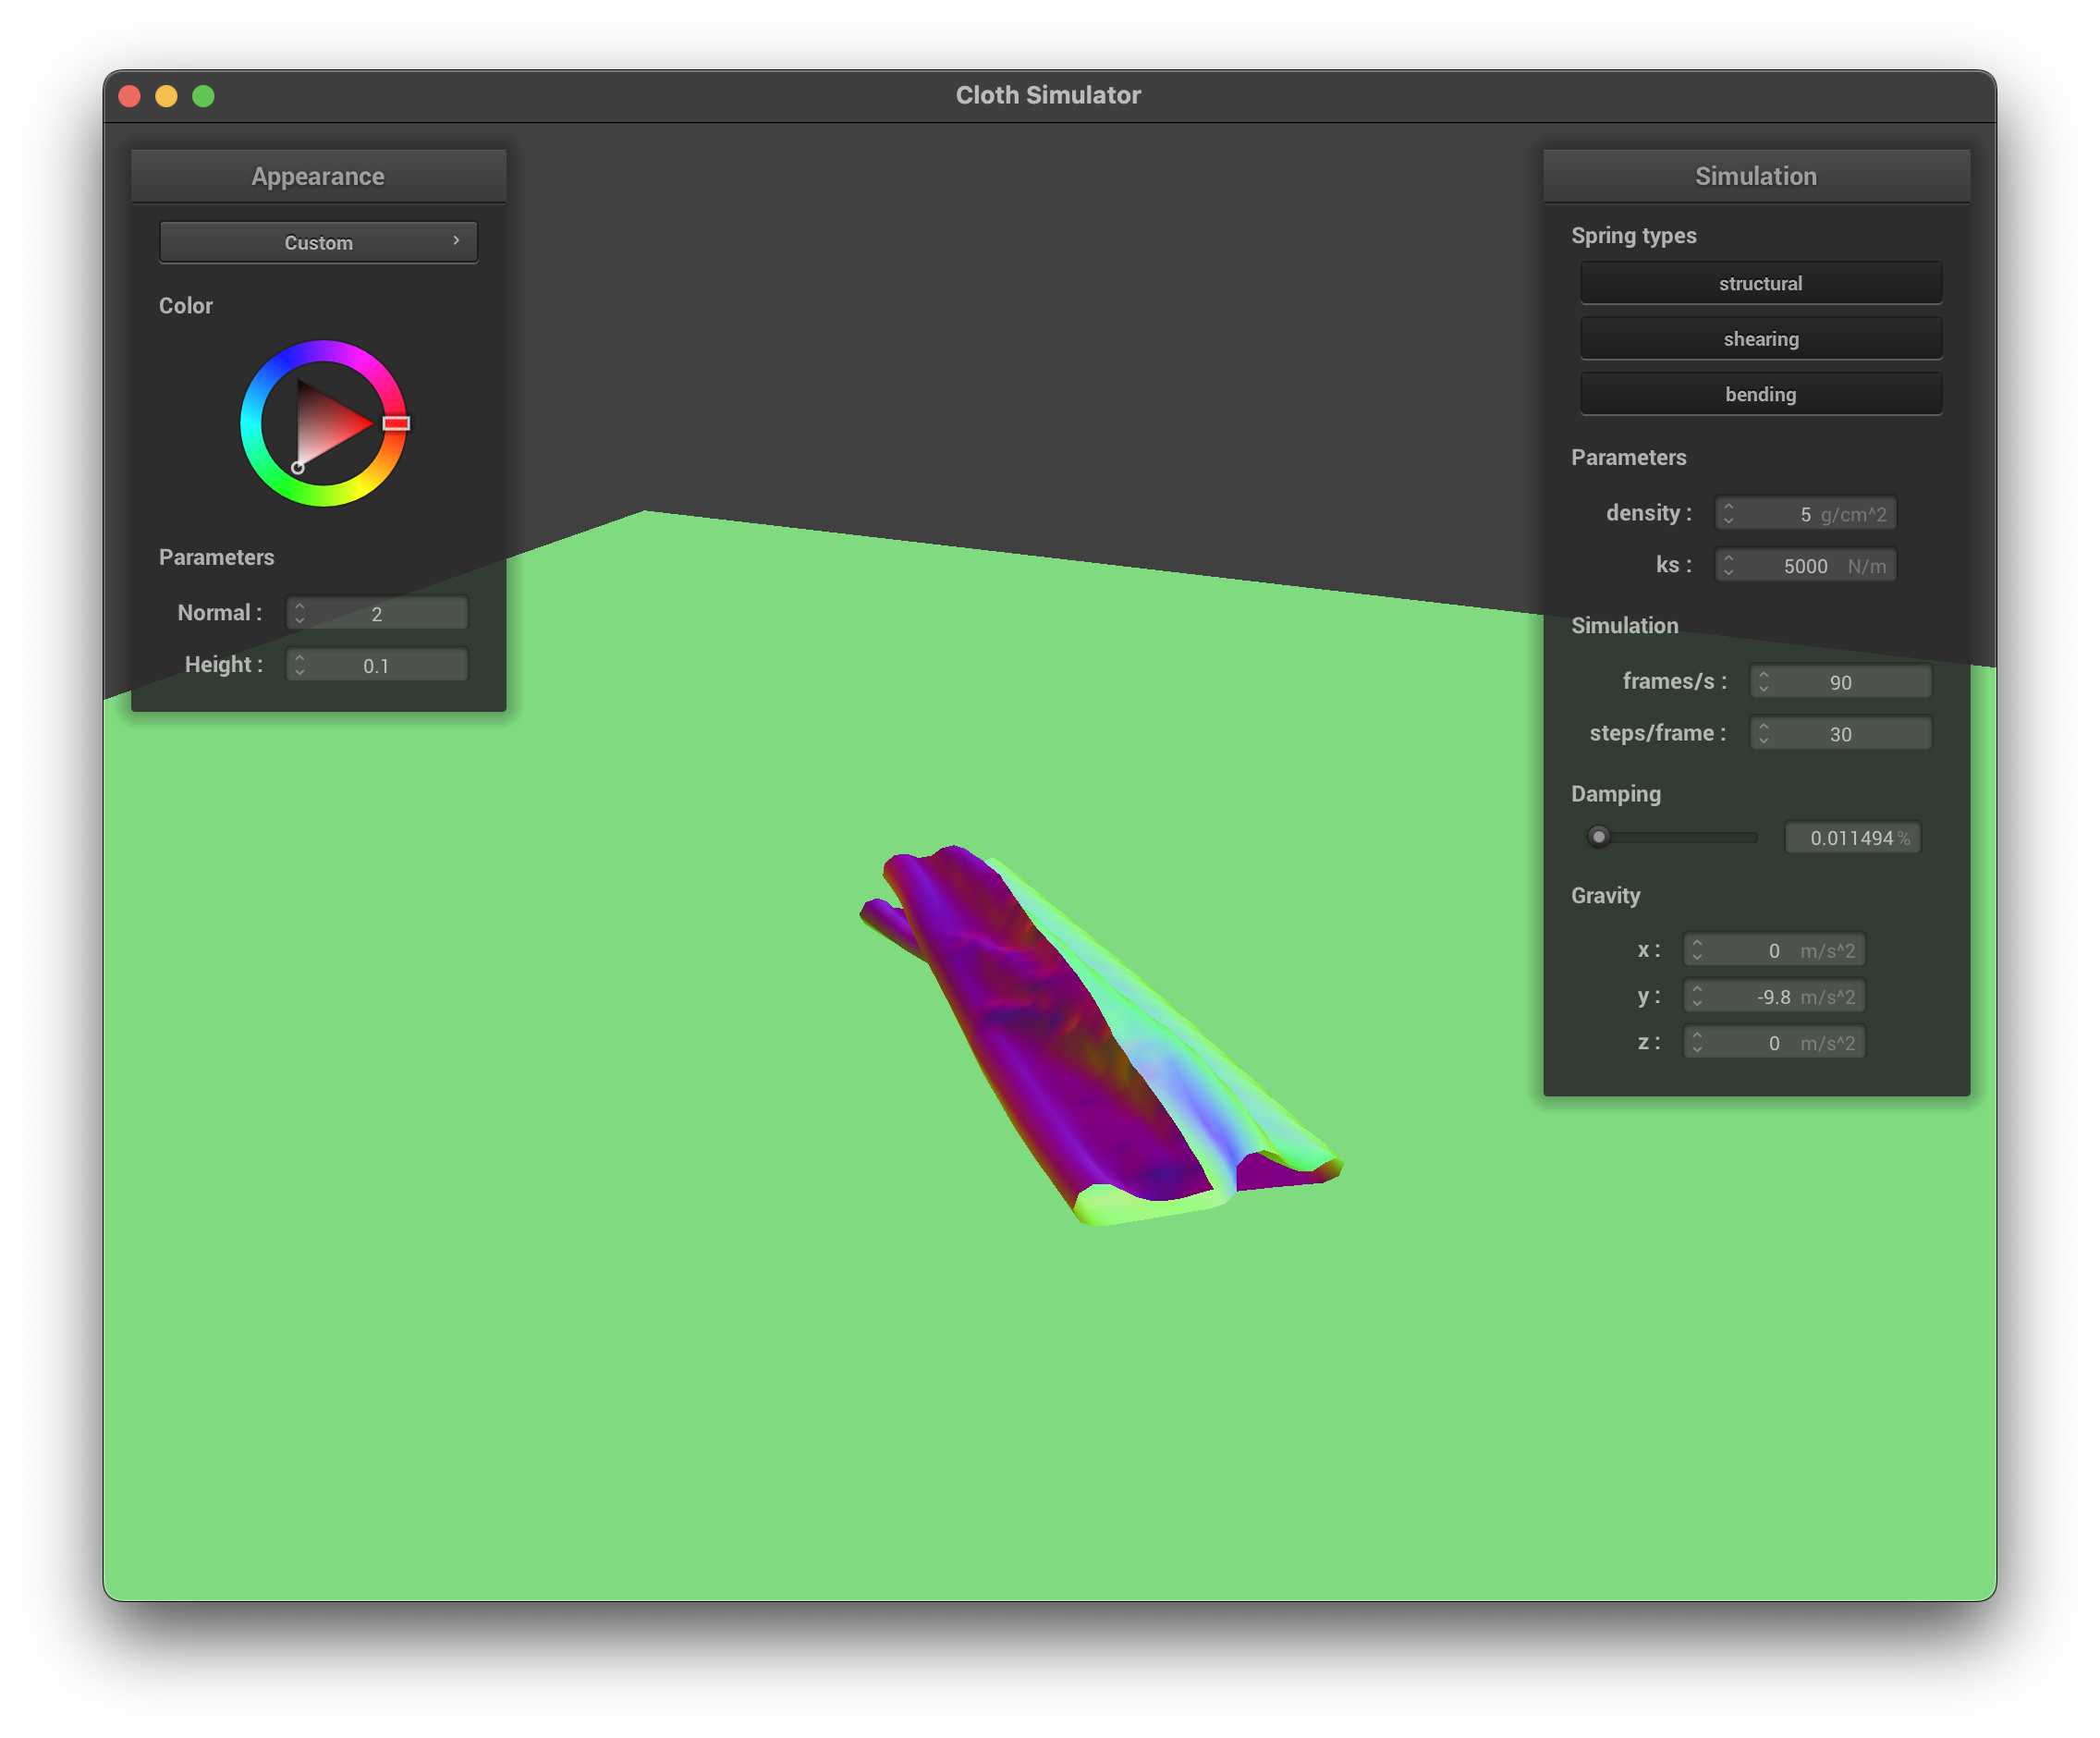 Cloth Simulator
Appearance
Custom
Color
Parameters
Normal : 2
Height : 0.1
Simulation
Spring types
structural
shearing
bending
Parameters
density : 5 g/cm^2
ks : 5000 N/m
Simulation
frames/s : 90
steps/frame : 30
Damping
0.011494 %
Gravity
x : 0 m/s^2
y : -9.8 m/s^2
z : 0 m/s^2